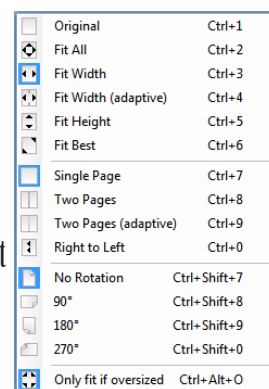 Original Ctrl+1
Fit All Ctrl+2
Fit Width Ctrl+3
Fit Width (adaptive) Ctrl+4
Fit Height Ctrl+5
Fit Best Ctrl+6
Single Page Ctrl+7
Two Pages Ctrl+8
Two Pages (adaptive) Ctrl+9
t
Right to Left Ctrl+0
No Rotation Ctrl+Shift+7
90° Ctrl+Shift+8
180° Ctrl+Shift+9
270° Ctrl+Shift+0
Only fit if oversized Ctrl+Alt+O